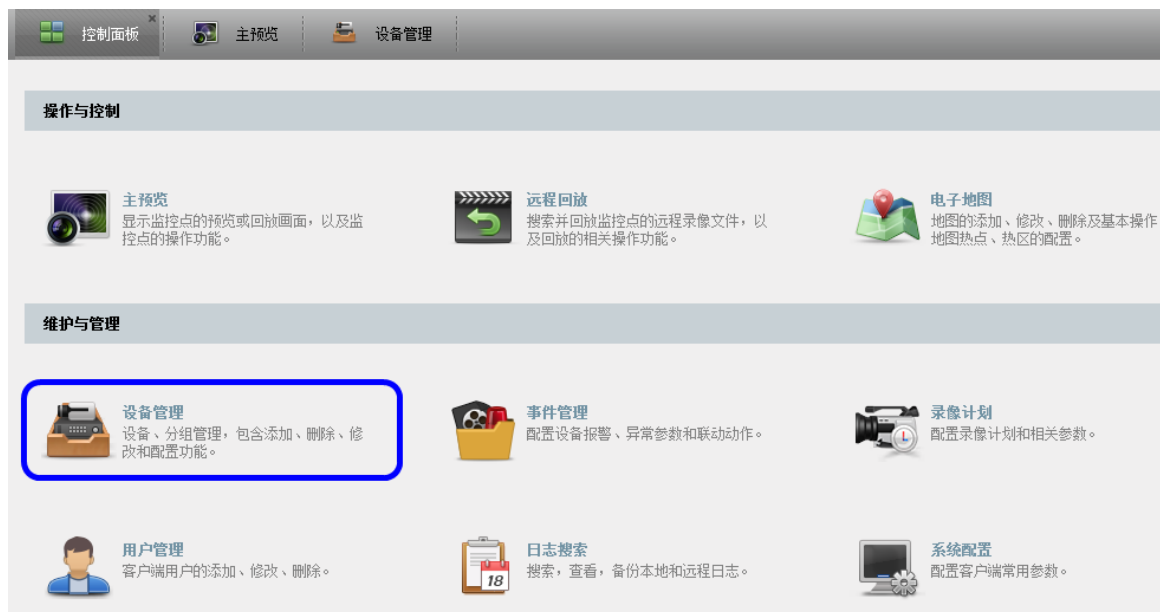 控制面板
主预览
设备管理
操作与控制
主预览
显示监控点的预览或回放画面，以及监
控点的操作功能。
远程回放
搜索并回放监控点的远程录像文件，以
及回放的相关操作功能。
电子地图
地图的添加、修改、删除及基本操作
地图热点、热区的配置。
维护与管理
设备管理
设备、分组管理，包含添加、删除、修
改和配置功能。
事件管理
配置设备报警、异常参数和联动动作。
录像计划
配置录像计划和相关参数。
用户管理
客户端用户的添加、修改、删除。
日志搜索
搜索，查看，备份本地和远程日志。
18
系统配置
配置客户端常用参数。